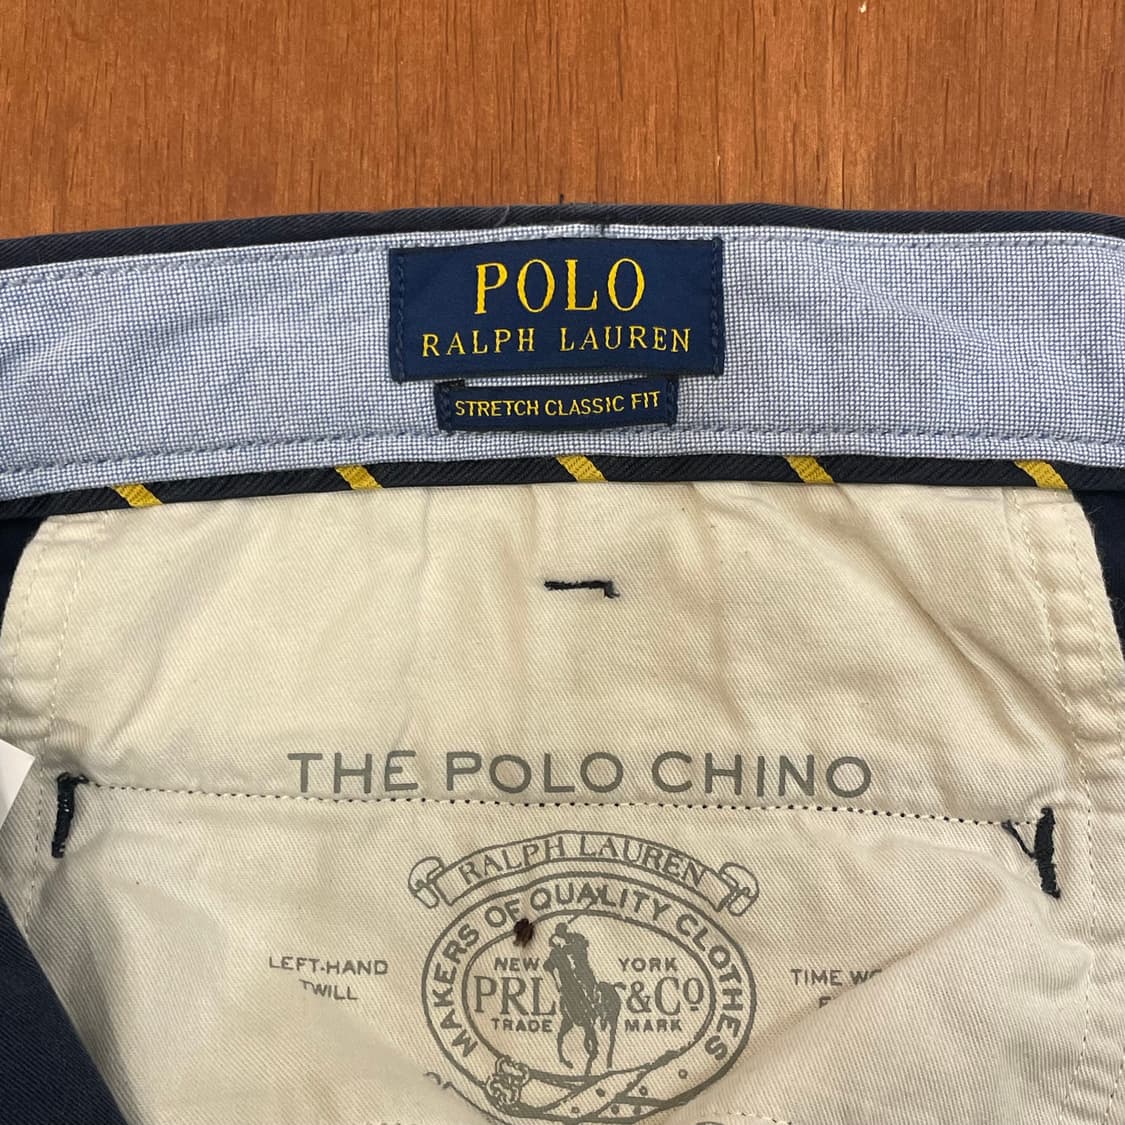 POLO
RALPH LAUREN
STRETCH CLASSIC FIT
THE POLO CHINO
RALPH LAUREN
MAKERS OF QUALITY CLOTHES
NEW YORK
PRL &Co
TRADE MARK
LEFT-HAND
TWILL
TIME